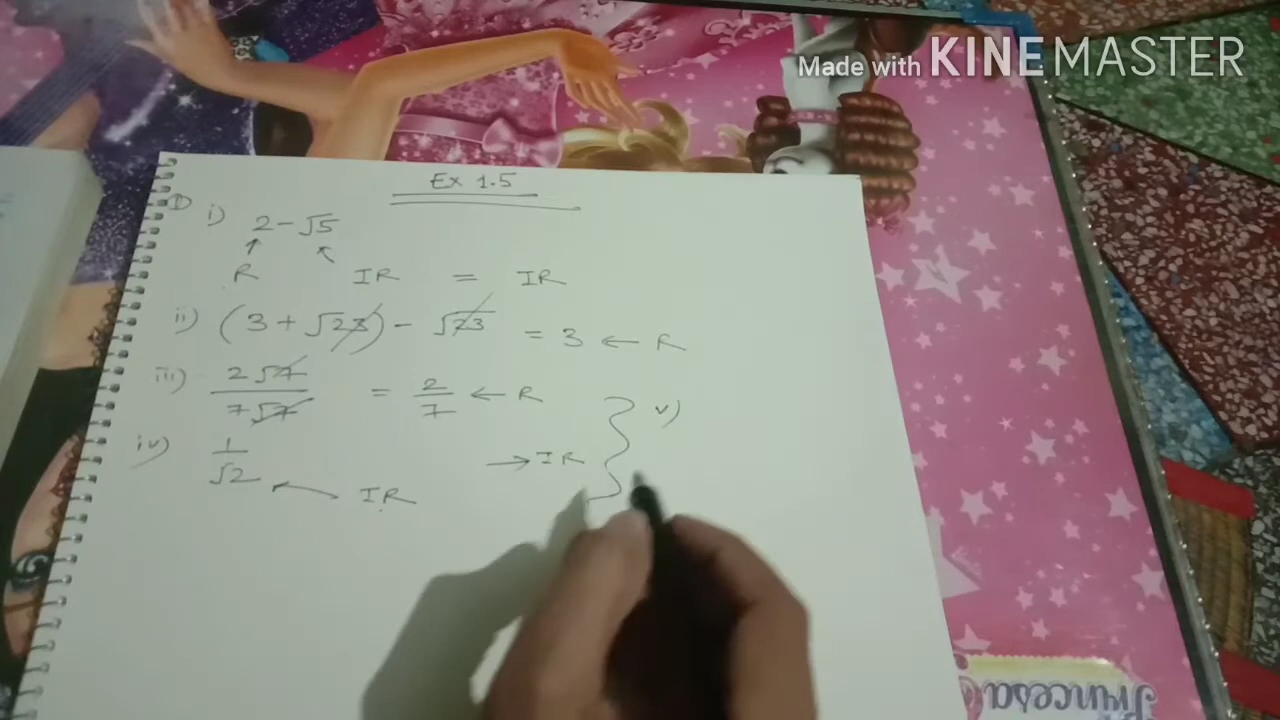 Made with KINEMASTER
Ex 1.5
① i) 2 - √5
↑ ↖
R IR = IR
ii) (3 + √23) - √23 = 3 ← R
iii) 2√7 / 7√7 = 2/7 ← R
v)
iv) 1/√2 ← IR
→ IR
Princesa